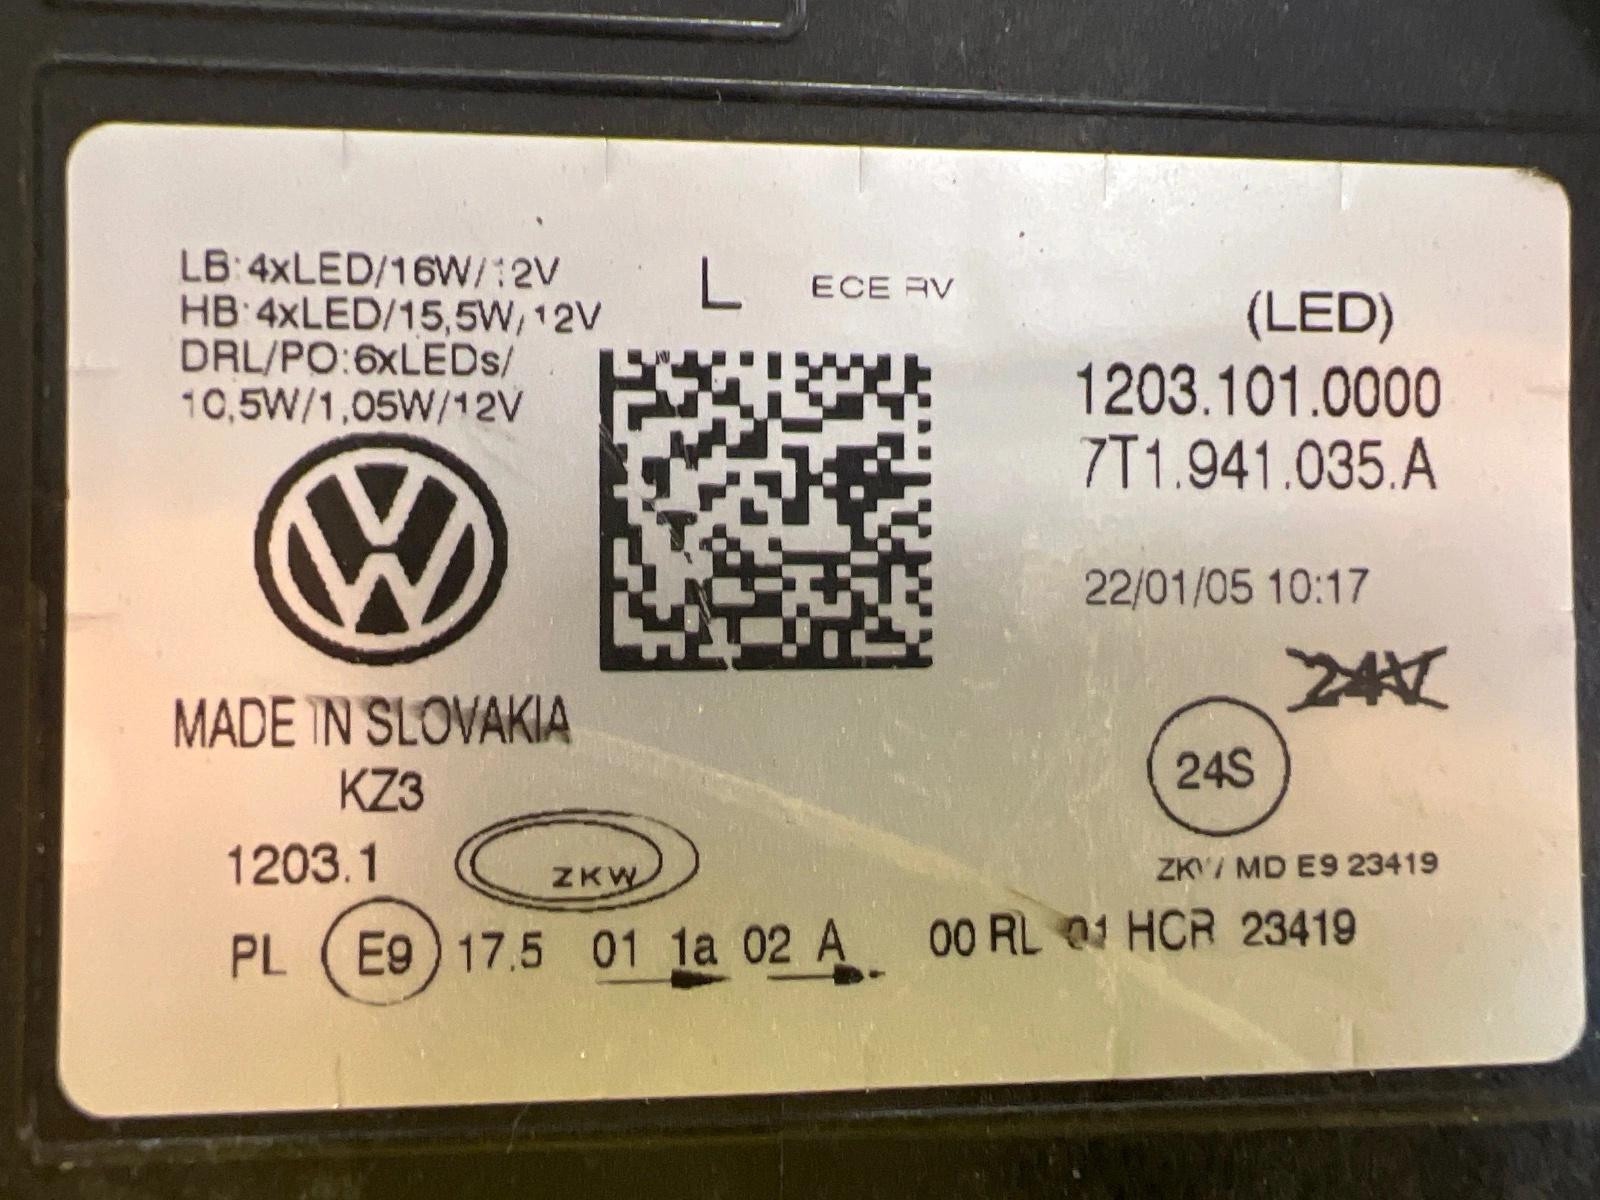 LB:4xLED/16W/12V
HB:4xLED/15,5W/12V
DRL/PO:6xLEDs/
10,5W/1,05W/12V
L
ECE RV
(LED)
1203.101.0000
7T1.941.035.A
22/01/05 10:17
24V
24S
MADE IN SLOVAKIA
KZ3
1203.1
ZKW
ZKW MD E9 23419
PL E9 17.5 01 1a 02 A 00 RL 01 HCR 23419